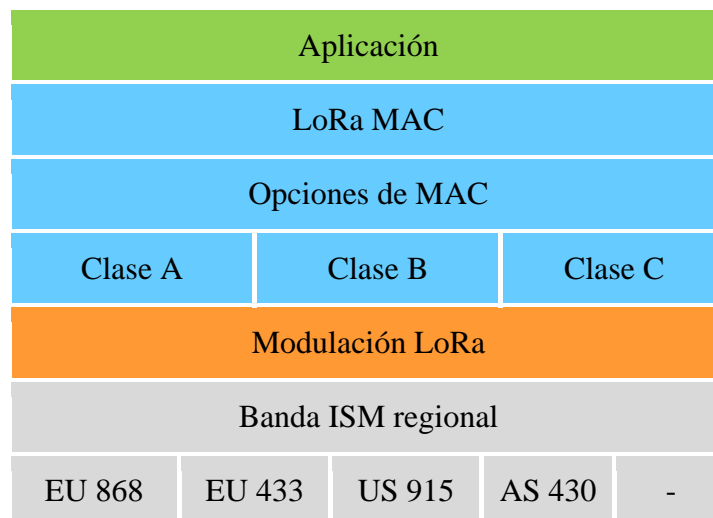 Aplicación
LoRa MAC
Opciones de MAC
Clase A Clase B Clase C
Modulación LoRa
Banda ISM regional
EU 868 EU 433 US 915 AS 430 -